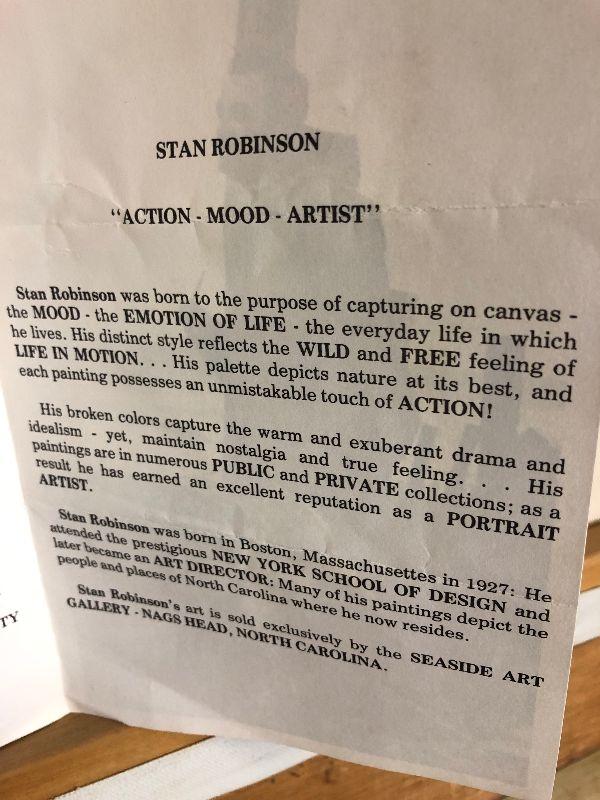 STAN ROBINSON
"ACTION - MOOD - ARTIST"
Stan Robinson was born to the purpose of capturing on canvas -
the MOOD - the EMOTION OF LIFE - the everyday life in which
he lives. His distinct style reflects the WILD and FREE feeling of
LIFE IN MOTION. . . His palette depicts nature at its best, and
each painting possesses an unmistakable touch of ACTION!
His broken colors capture the warm and exuberant drama and
idealism - yet, maintain nostalgia and true feeling. . . His
paintings are in numerous PUBLIC and PRIVATE collections; as a
result he has earned an excellent reputation as a PORTRAIT
ARTIST.
Stan Robinson was born in Boston, Massachusettes in 1927: He
attended the prestigious NEW YORK SCHOOL OF DESIGN and
later became an ART DIRECTOR: Many of his paintings depict the
people and places of North Carolina where he now resides.
Stan Robinson's art is sold exclusively by the SEASIDE ART
GALLERY - NAGS HEAD, NORTH CAROLINA.
TY